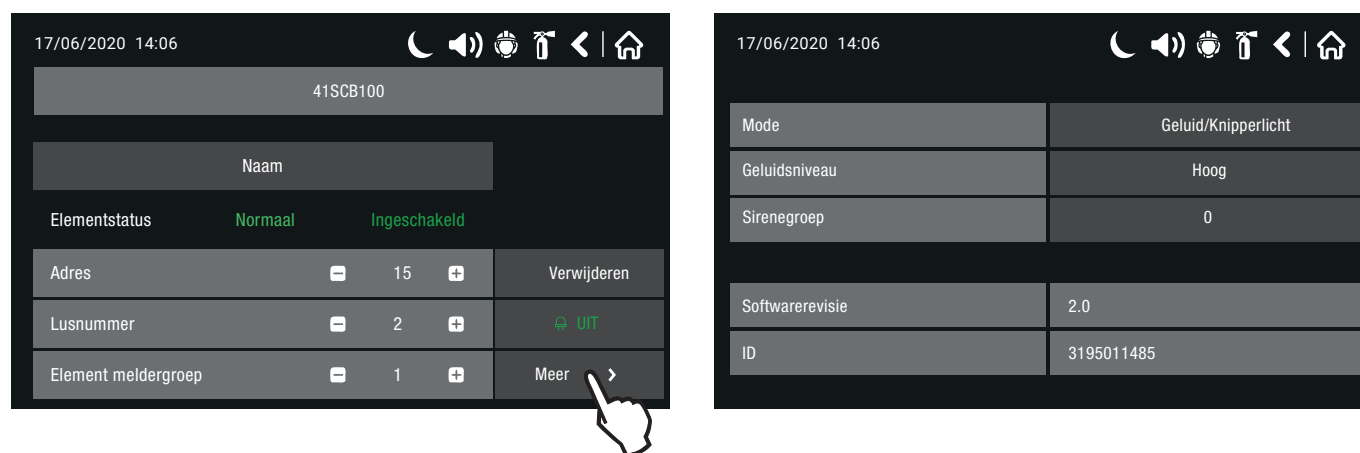 17/06/2020 14:06
41SCB100
Naam
Elementstatus Normaal Ingeschakeld
Adres 15 Verwijderen
Lusnummer 2 UIT
Element meldergroep 1 Meer
17/06/2020 14:06
Mode Geluid/Knipperlicht
Geluidsniveau Hoog
Sirenegroep 0
Softwarerevisie 2.0
ID 3195011485